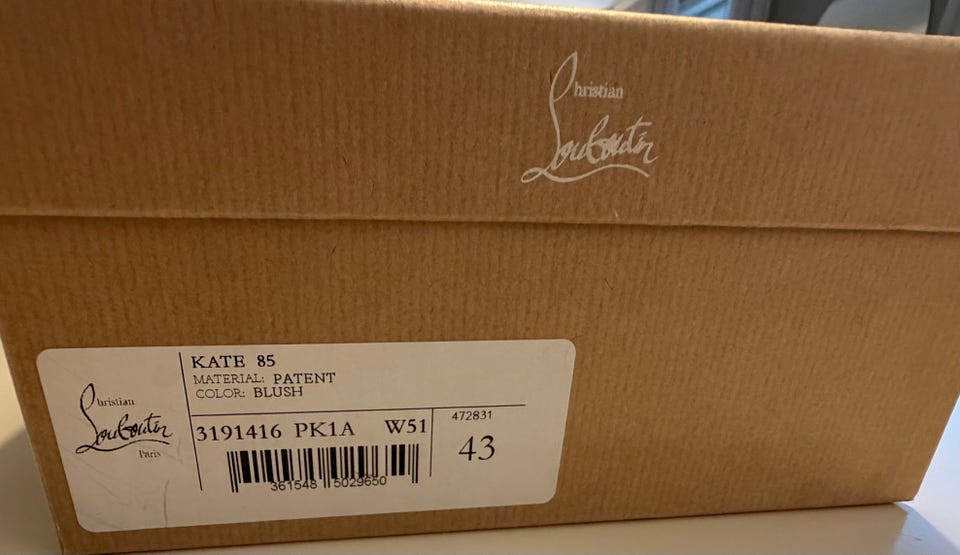 Christian
Louboutin
KATE 85
MATERIAL: PATENT
COLOR: BLUSH
Christian
Louboutin
Paris
3191416 PK1A W51
472831
43
361548 5029650